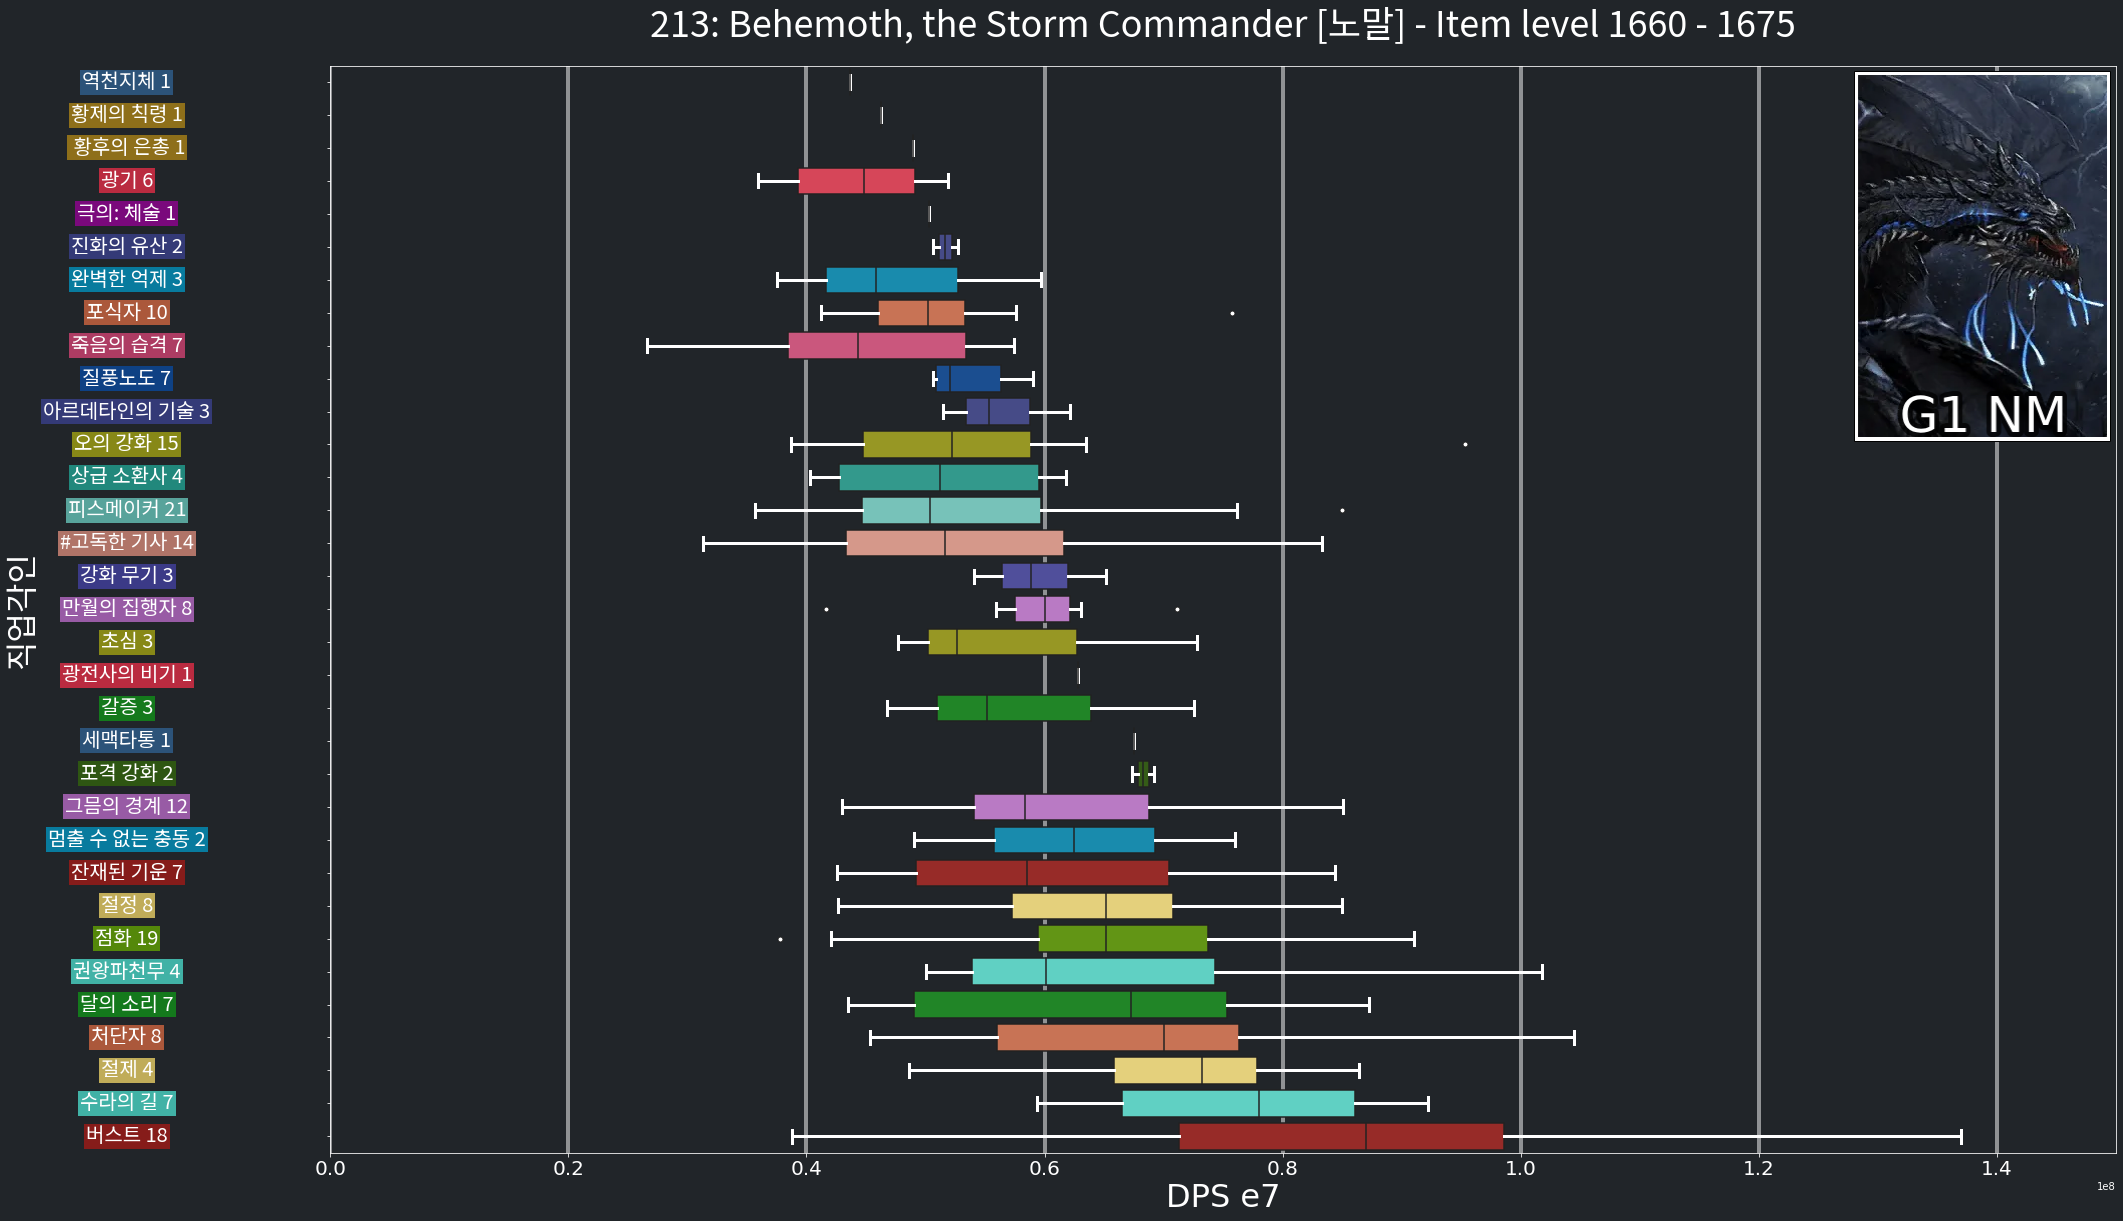 213: Behemoth, the Storm Commander [노말] - Item level 1660 - 1675
직업각인
역천지체 1
황제의 칙령 1
황후의 은총 1
광기 6
극의: 체술 1
진화의 유산 2
완벽한 억제 3
포식자 10
죽음의 습격 7
질풍노도 7
아르데타인의 기술 3
오의 강화 15
상급 소환사 4
피스메이커 21
#고독한 기사 14
강화 무기 3
만월의 집행자 8
초심 3
광전사의 비기 1
갈증 3
세맥타통 1
포격 강화 2
그믐의 경계 12
멈출 수 없는 충동 2
잔재된 기운 7
절정 8
점화 19
권왕파천무 4
달의 소리 7
처단자 8
절제 4
수라의 길 7
버스트 18
G1 NM
0.0 0.2 0.4 0.6 0.8 1.0 1.2 1.4
1e8
DPS e7